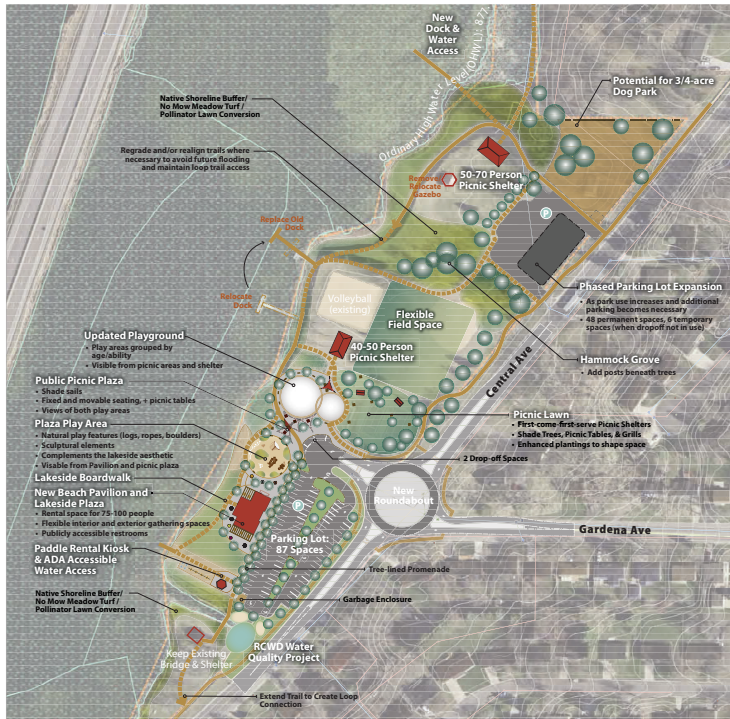 New
Dock &
Water
Access
Ordinary High Water Level (OHWL): 877
Potential for 3/4-acre
Dog Park
Native Shoreline Buffer/
No Mow Meadow Turf /
Pollinator Lawn Conversion
Regrade and/or realign trails where
necessary to avoid future flooding
and maintain loop trail access
Remove/
Relocate
Gazebo
50-70 Person
Picnic Shelter
P
Replace Old
Dock
Relocate
Dock
Volleyball
(existing)
Flexible
Field Space
Phased Parking Lot Expansion
• As park use increases and additional
parking becomes necessary
• 48 permanent spaces, 6 temporary
spaces (when dropoff not in use)
Updated Playground
• Play areas grouped by
age/ability
• Visible from picnic areas and shelter
40-50 Person
Picnic Shelter
Central Ave
Hammock Grove
• Add posts beneath trees
Public Picnic Plaza
• Shade sails
• Fixed and movable seating, + picnic tables
• Views of both play areas
Picnic Lawn
• First-come-first-serve Picnic Shelters
• Shade Trees, Picnic Tables, & Grills
• Enhanced plantings to shape space
Plaza Play Area
• Natural play features (logs, ropes, boulders)
• Sculptural elements
• Complements the lakeside aesthetic
• Visable from Pavilion and picnic plaza
2 Drop-off Spaces
Lakeside Boardwalk
New Beach Pavilion and
Lakeside Plaza
• Rental space for 75-100 people
• Flexible interior and exterior gathering spaces
• Publicly accessible restrooms
New
Roundabout
P
Gardena Ave
Parking Lot:
87 Spaces
Paddle Rental Kiosk
& ADA Accessible
Water Access
Tree-lined Promenade
Native Shoreline Buffer/
No Mow Meadow Turf /
Pollinator Lawn Conversion
Garbage Enclosure
Keep Existing
Bridge & Shelter
RCWD Water
Quality Project
Extend Trail to Create Loop
Connection